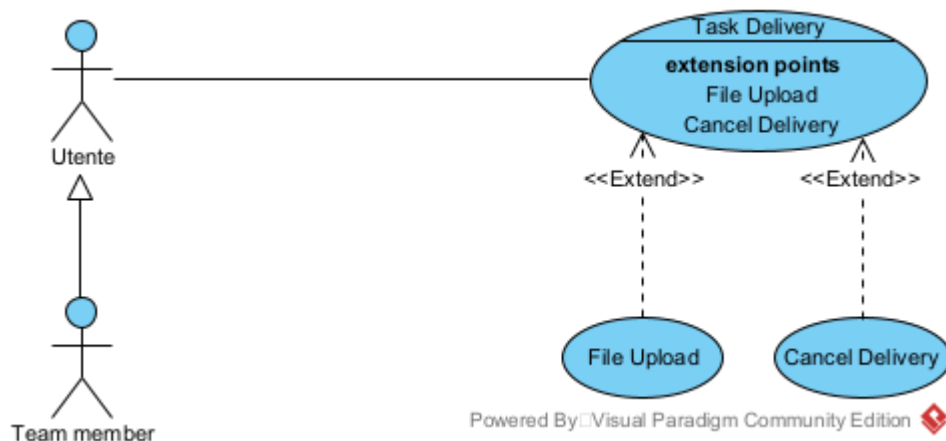 Task Delivery
extension points
File Upload
Cancel Delivery
Utente
<<Extend>>
<<Extend>>
File Upload
Cancel Delivery
Team member
Powered By□Visual Paradigm Community Edition